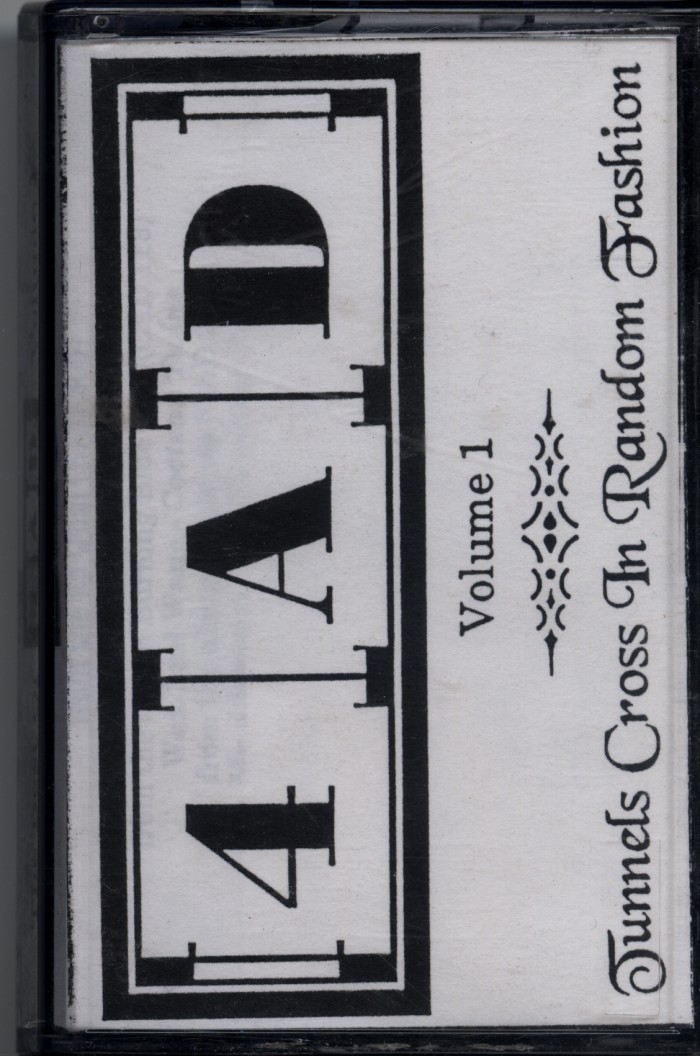 4AD
Volume 1
Tunnels Cross In Random Fashion